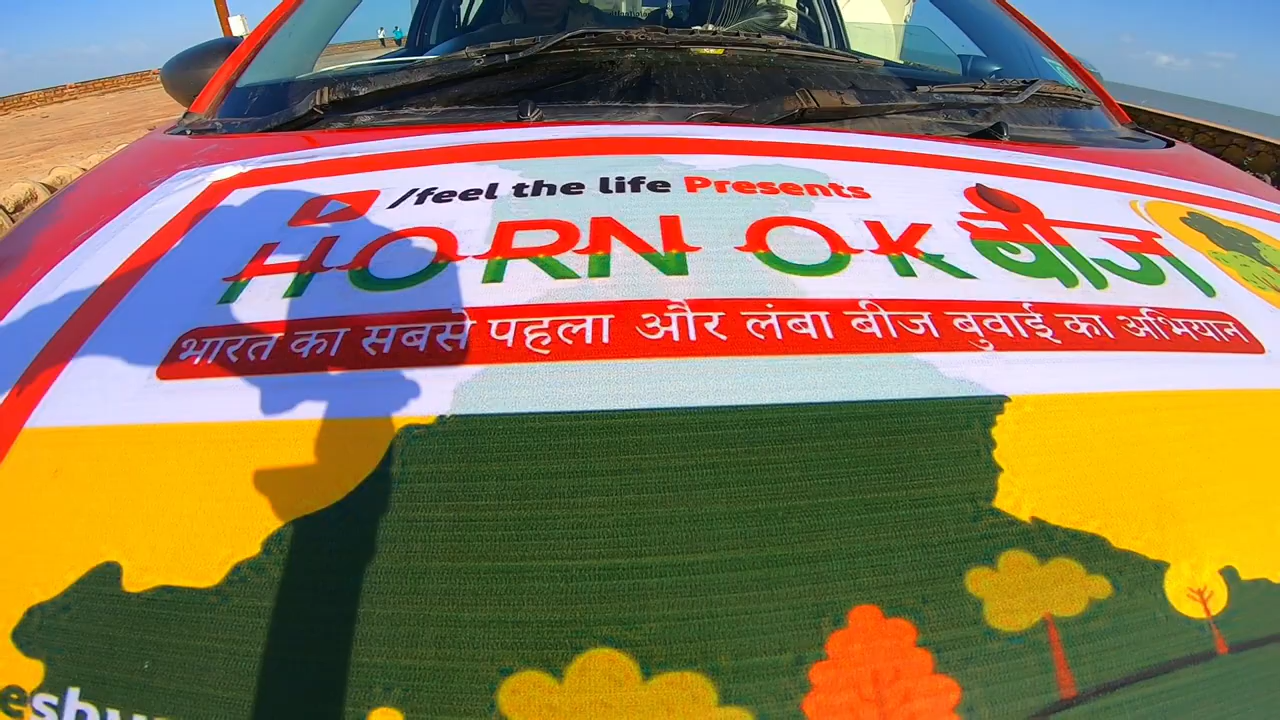 /feel the life Presents
HORN OK बीज
भारत का सबसे पहला और लंबा बीज बुवाई का अभियान